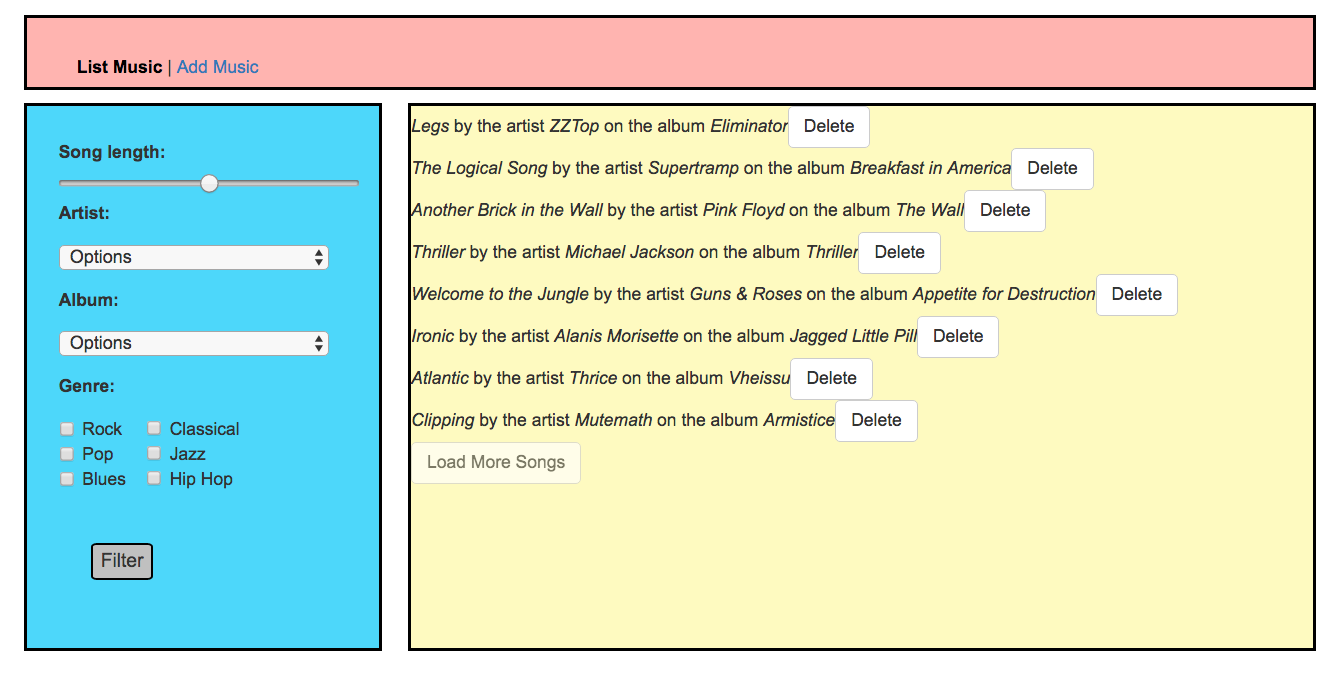 List Music | Add Music
Song length:
Artist:
Options
Album:
Options
Genre:
Rock Classical
Pop Jazz
Blues Hip Hop
Filter
Legs by the artist ZZTop on the album Eliminator Delete
The Logical Song by the artist Supertramp on the album Breakfast in America Delete
Another Brick in the Wall by the artist Pink Floyd on the album The Wall Delete
Thriller by the artist Michael Jackson on the album Thriller Delete
Welcome to the Jungle by the artist Guns & Roses on the album Appetite for Destruction Delete
Ironic by the artist Alanis Morisette on the album Jagged Little Pill Delete
Atlantic by the artist Thrice on the album Vheissu Delete
Clipping by the artist Mutemath on the album Armistice Delete
Load More Songs